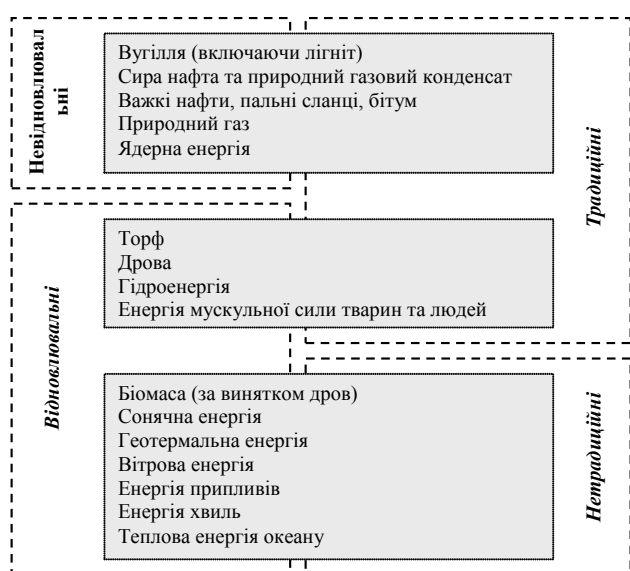 Невідновлювал
ьні
Вугілля (включаючи лігніт)
Сира нафта та природний газовий конденсат
Важкі нафти, пальні сланці, бітум
Природний газ
Ядерна енергія
Традиційні
Відновлювальні
Торф
Дрова
Гідроенергія
Енергія мускульної сили тварин та людей
Біомаса (за винятком дров)
Сонячна енергія
Геотермальна енергія
Вітрова енергія
Енергія припливів
Енергія хвиль
Теплова енергія океану
Нетрадиційні